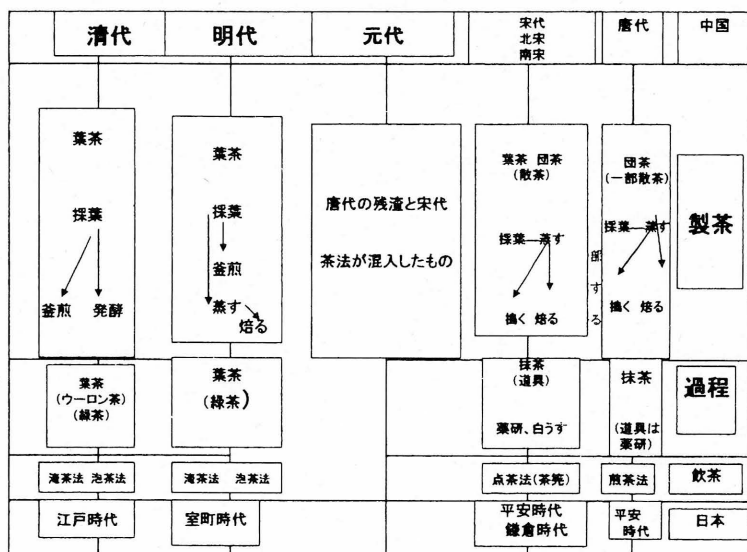 清代 明代 元代 宋代 唐代 中国
北宋
南宋
葉茶
採葉
釜煎 発酵
葉茶
採葉
釜煎
蒸す
焙る
唐代の残渣と宋代
茶法が混入したもの
葉茶 団茶
(散茶)
採葉―蒸す
搗く 焙る
部
す
る
団茶
(一部散茶)
採葉―蒸す
搗く 焙る
製茶
葉茶
(ウーロン茶)
(緑茶)
葉茶
(緑茶)
抹茶
(道具)
薬研、臼うす
抹茶
(道具は
薬研)
過程
淹茶法 泡茶法
淹茶法 泡茶法
点茶法(茶筅)
煎茶法
飲茶
江戸時代
室町時代
平安時代
鎌倉時代
平安
時代
日本